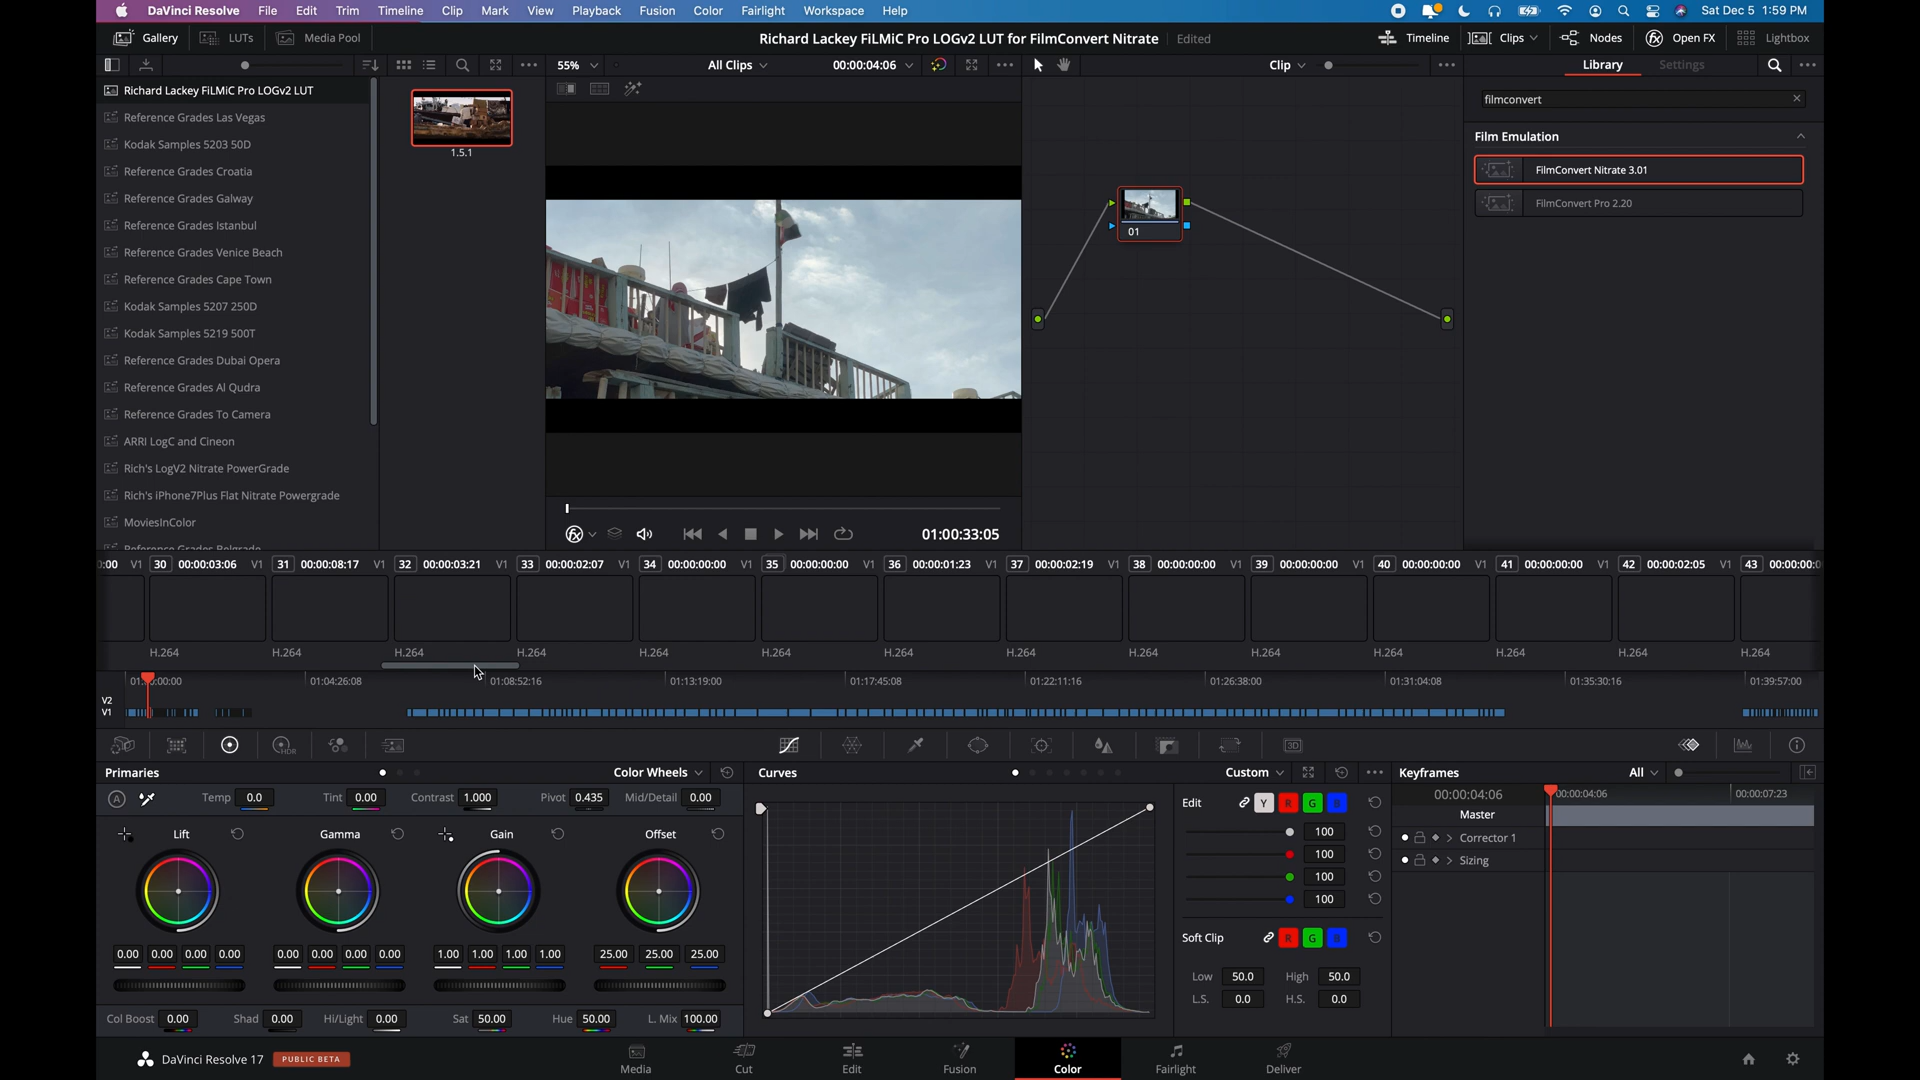 DaVinci Resolve File Edit Trim Timeline Clip Mark View Playback Fusion Color Fairlight Workspace Help Sat Dec 5 1:59 PM
Gallery LUTs Media Pool Richard Lackey FiLMiC Pro LOGv2 LUT for FilmConvert Nitrate Edited Timeline Clips Nodes Open FX Lightbox
55% All Clips 00:00:04:06 Clip Library Settings
Richard Lackey FiLMiC Pro LOGv2 LUT
Reference Grades Las Vegas
Kodak Samples 5203 50D
Reference Grades Croatia
Reference Grades Galway
Reference Grades Istanbul
Reference Grades Venice Beach
Reference Grades Cape Town
Kodak Samples 5207 250D
Kodak Samples 5219 500T
Reference Grades Dubai Opera
Reference Grades Al Qudra
Reference Grades To Camera
ARRI LogC and Cineon
Rich's LogV2 Nitrate PowerGrade
Rich's iPhone7Plus Flat Nitrate Powergrade
MoviesInColor
Reference Grades Belgrade
1.5.1
01
filmconvert
Film Emulation
FilmConvert Nitrate 3.01
FilmConvert Pro 2.20
01:00:33:05
:00 V1 30 00:00:03:06 V1 31 00:00:08:17 V1 32 00:00:03:21 V1 33 00:00:02:07 V1 34 00:00:00:00 V1 35 00:00:00:00 V1 36 00:00:01:23 V1 37 00:00:02:19 V1 38 00:00:00:00 V1 39 00:00:00:00 V1 40 00:00:00:00 V1 41 00:00:00:00 V1 42 00:00:02:05 V1 43 00:00:00:0
H.264 H.264 H.264 H.264 H.264 H.264 H.264 H.264 H.264 H.264 H.264 H.264 H.264 H.264
01: :00:00 01:04:26:08 01:08:52:16 01:13:19:00 01:17:45:08 01:22:11:16 01:26:38:00 01:31:04:08 01:35:30:16 01:39:57:00
V2
V1
HDR 3D
Primaries Color Wheels Curves Custom Keyframes All
A Temp 0.0 Tint 0.00 Contrast 1.000 Pivot 0.435 Mid/Detail 0.00
Lift Gamma Gain Offset
0.00 0.00 0.00 0.00 0.00 0.00 0.00 0.00 1.00 1.00 1.00 1.00 25.00 25.00 25.00
Col Boost 0.00 Shad 0.00 Hi/Light 0.00 Sat 50.00 Hue 50.00 L. Mix 100.00
Edit Y R G B
100
100
100
100
Soft Clip R G B
Low 50.0 High 50.0
L.S. 0.0 H.S. 0.0
00:00:04:06 00:00:04:06 00:00:07:23
Master
Corrector 1
Sizing
DaVinci Resolve 17 PUBLIC BETA Media Cut Edit Fusion Color Fairlight Deliver